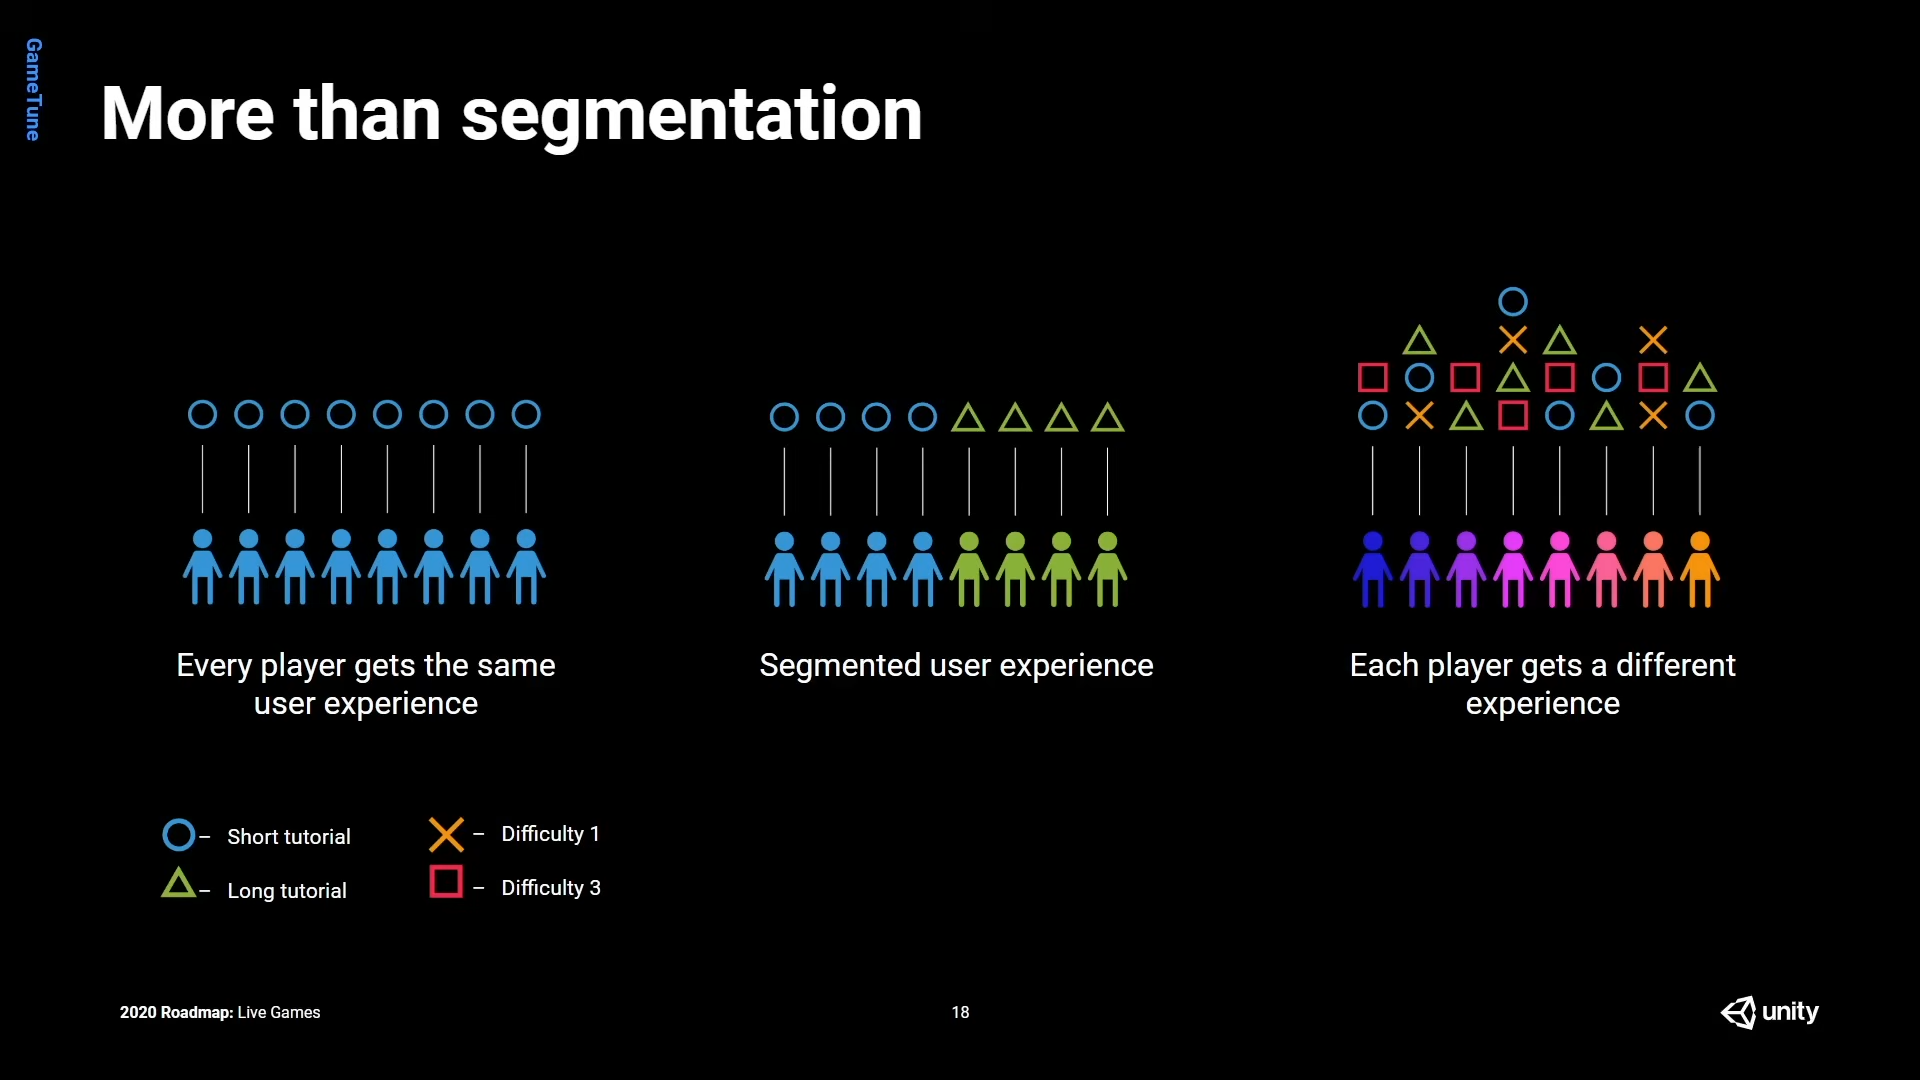 GameTune
More than segmentation
Every player gets the same
user experience
Segmented user experience
Each player gets a different
experience
– Short tutorial
– Difficulty 1
– Long tutorial
– Difficulty 3
2020 Roadmap: Live Games
18
unity